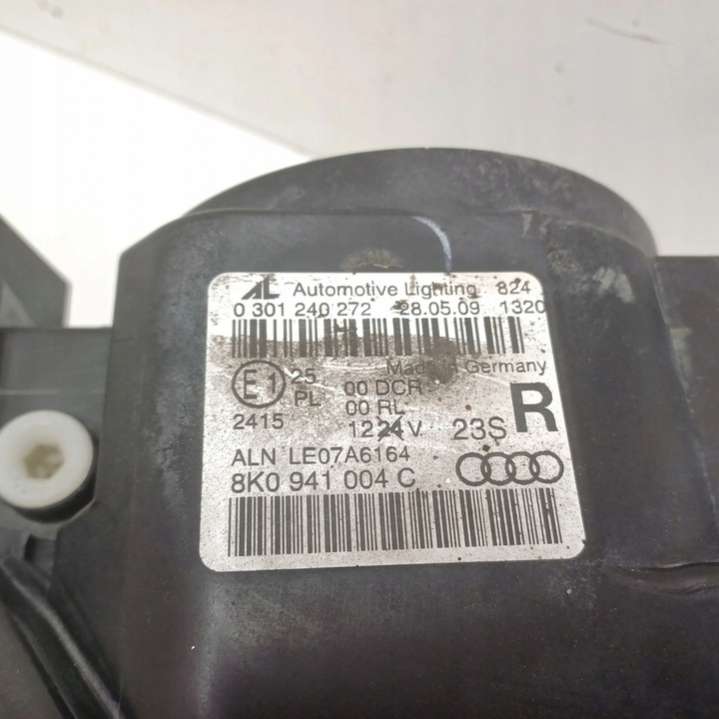 AL Automotive Lighting 824
0 301 240 272 28.05.09 1320
Made in Germany
E1 25 00 DCR
PL 00 RL
2415 12 24 V 23S R
ALN LE07A6164
8K0 941 004 C